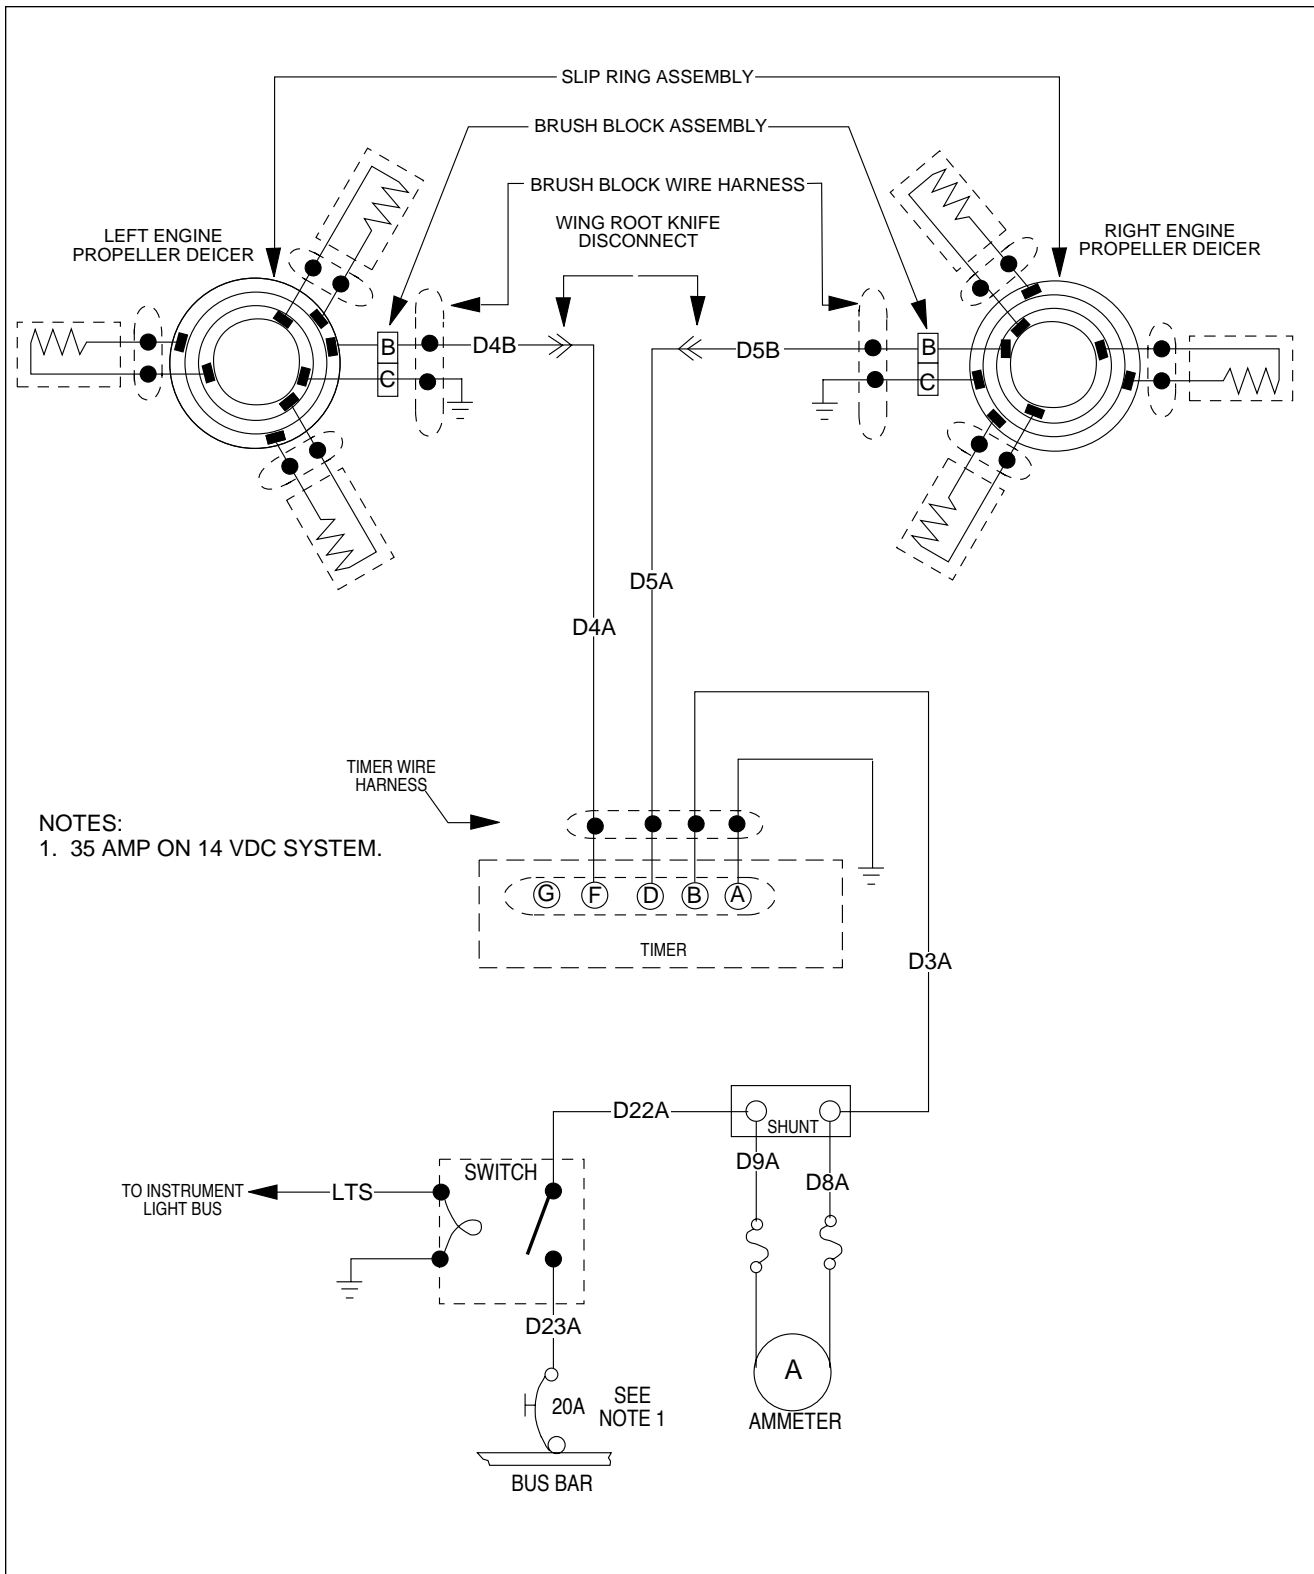 SLIP RING ASSEMBLY
BRUSH BLOCK ASSEMBLY
BRUSH BLOCK WIRE HARNESS
WING ROOT KNIFE
DISCONNECT
LEFT ENGINE
PROPELLER DEICER
RIGHT ENGINE
PROPELLER DEICER
B
C
D4B
D5B
B
C
D5A
D4A
TIMER WIRE
HARNESS
NOTES:
1. 35 AMP ON 14 VDC SYSTEM.
G F D B A
TIMER
D3A
D22A
SHUNT
D9A
D8A
SWITCH
TO INSTRUMENT
LIGHT BUS
LTS
D23A
20A
SEE
NOTE 1
BUS BAR
A
AMMETER